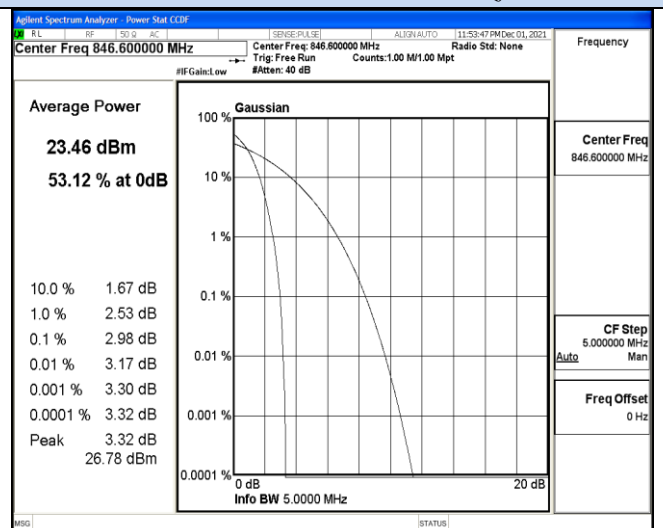 Agilent Spectrum Analyzer - Power Stat CCDF
RL RF 50 Ω AC SENSE:PULSE ALIGN AUTO 11:53:47 PM Dec 01, 2021
Center Freq 846.600000 MHz
Center Freq: 846.600000 MHz Radio Std: None
Trig: Free Run Counts:1.00 M/1.00 Mpt
#IFGain:Low #Atten: 40 dB
Frequency
Average Power
23.46 dBm
53.12 % at 0dB
10.0 % 1.67 dB
1.0 % 2.53 dB
0.1 % 2.98 dB
0.01 % 3.17 dB
0.001 % 3.30 dB
0.0001 % 3.32 dB
Peak 3.32 dB
26.78 dBm
Gaussian
100 %
10 %
1 %
0.1 %
0.01 %
0.001 %
0.0001 %
0 dB 20 dB
Info BW 5.0000 MHz
Center Freq
846.600000 MHz
CF Step
5.000000 MHz
Auto Man
Freq Offset
0 Hz
MSG STATUS